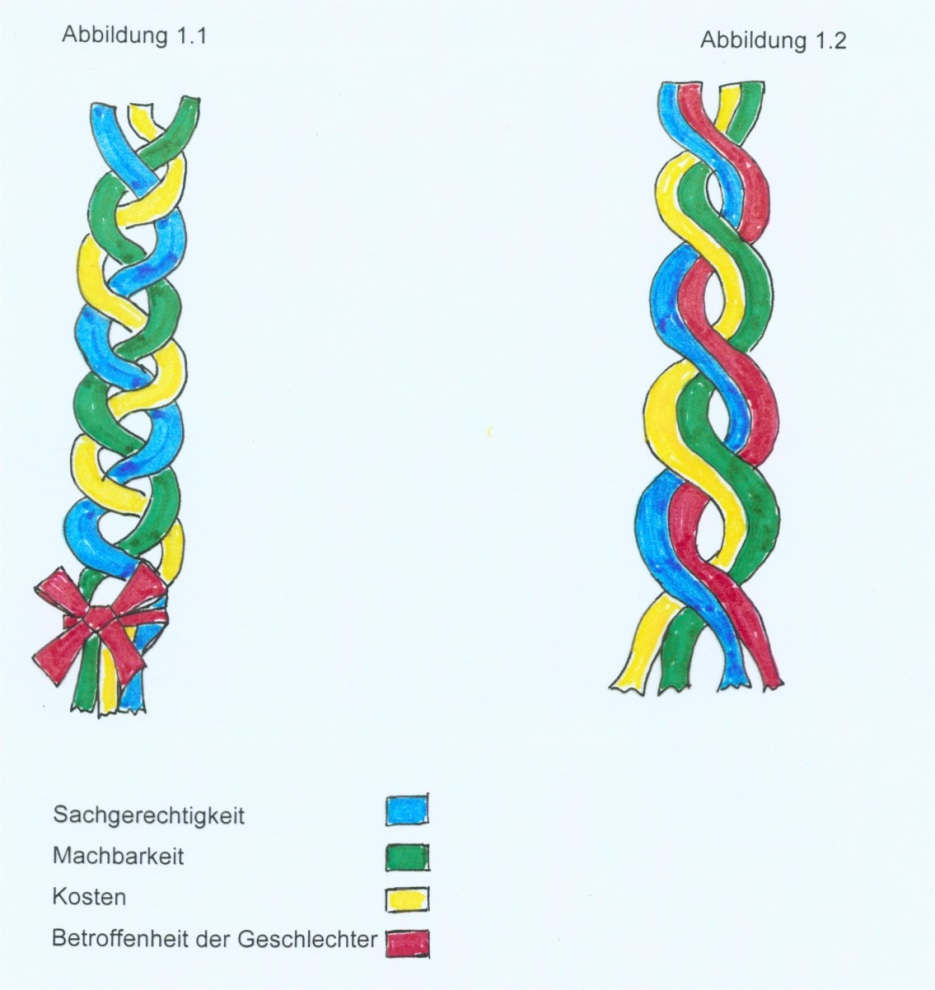 Abbildung 1.1
Abbildung 1.2
Sachgerechtigkeit
Machbarkeit
Kosten
Betroffenheit der Geschlechter